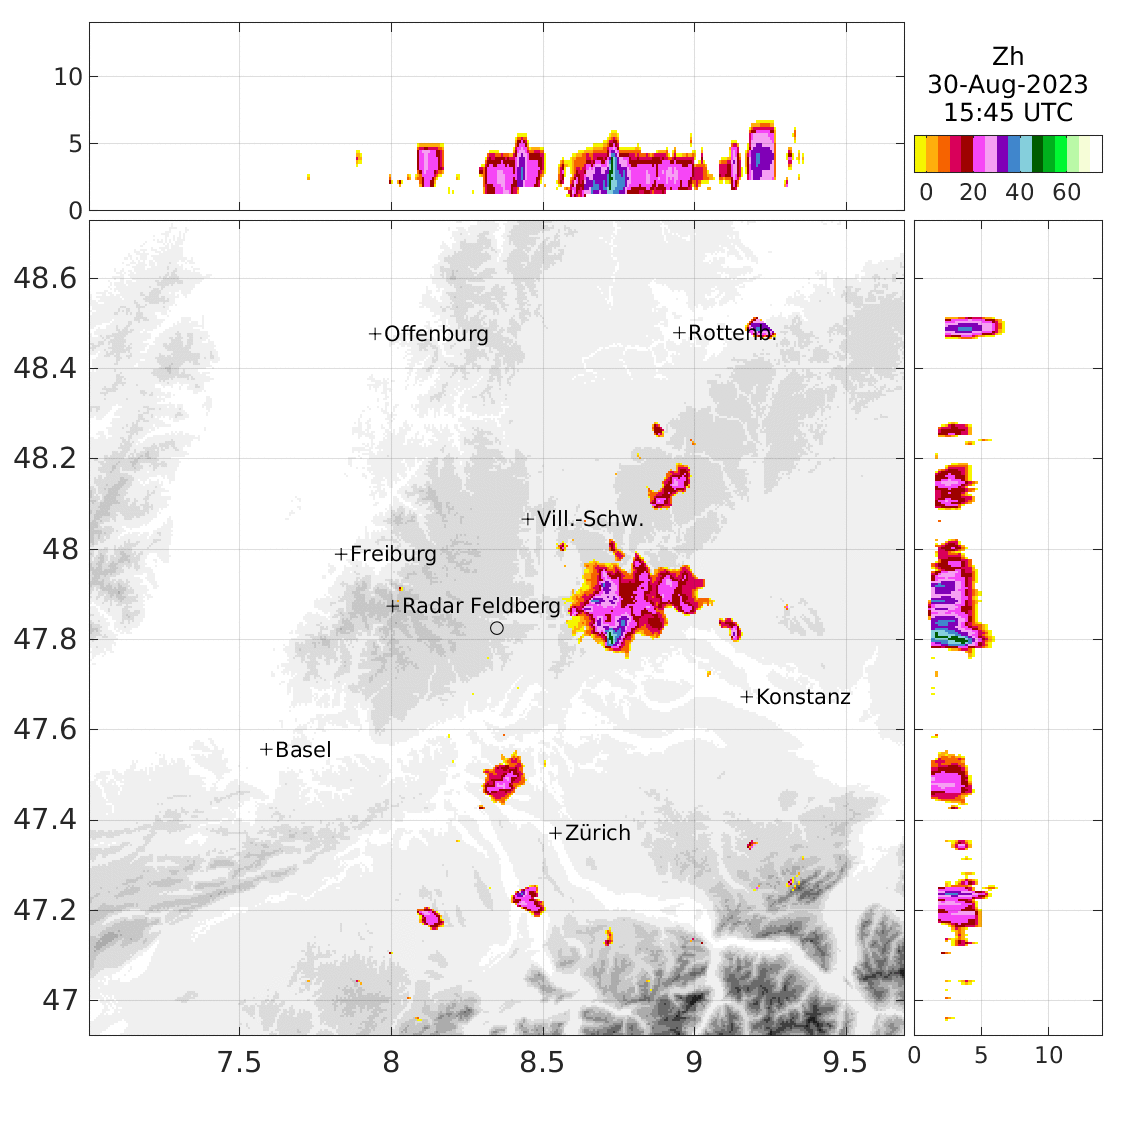 10
5
0
Zh
30-Aug-2023
15:45 UTC
0 20 40 60
48.6
48.4
48.2
48
47.8
47.6
47.4
47.2
47
+Offenburg
+Rottenb.
+Vill.-Schw.
+Freiburg
+Radar Feldberg
+Konstanz
+Basel
+Zürich
7.5 8 8.5 9 9.5
0 5 10